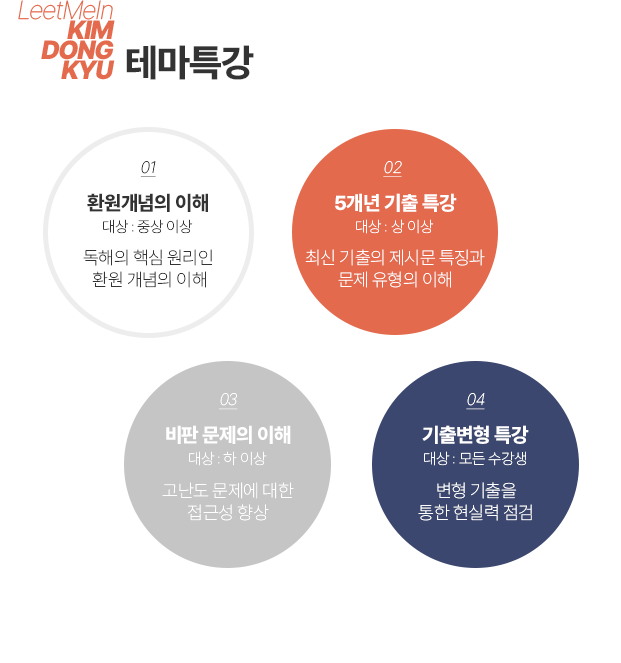 LeetMeIn
KIM
DONG
KYU
테마특강
01
환원개념의 이해
대상 : 중상 이상
독해의 핵심 원리인
환원 개념의 이해
02
5개년 기출 특강
대상 : 상 이상
최신 기출의 제시문 특징과
문제 유형의 이해
03
비판 문제의 이해
대상 : 하 이상
고난도 문제에 대한
접근성 향상
04
기출변형 특강
대상 : 모든 수강생
변형 기출을
통한 현실력 점검